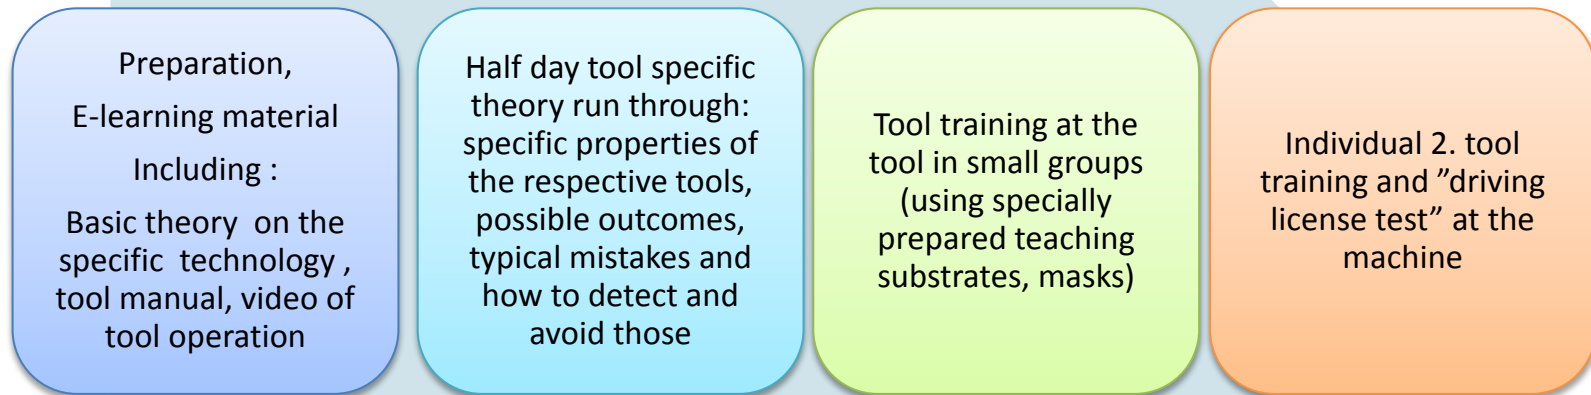 Preparation,
E-learning material
Including :
Basic theory  on the
specific  technology ,
tool manual, video of
tool operation
Half day tool specific
theory run through:
specific properties of
the respective tools,
possible outcomes,
typical mistakes and
how to detect and
avoid those
Tool training at the
tool in small groups
(using specially
prepared teaching
substrates, masks)
Individual 2. tool
training and ”driving
license test” at the
machine